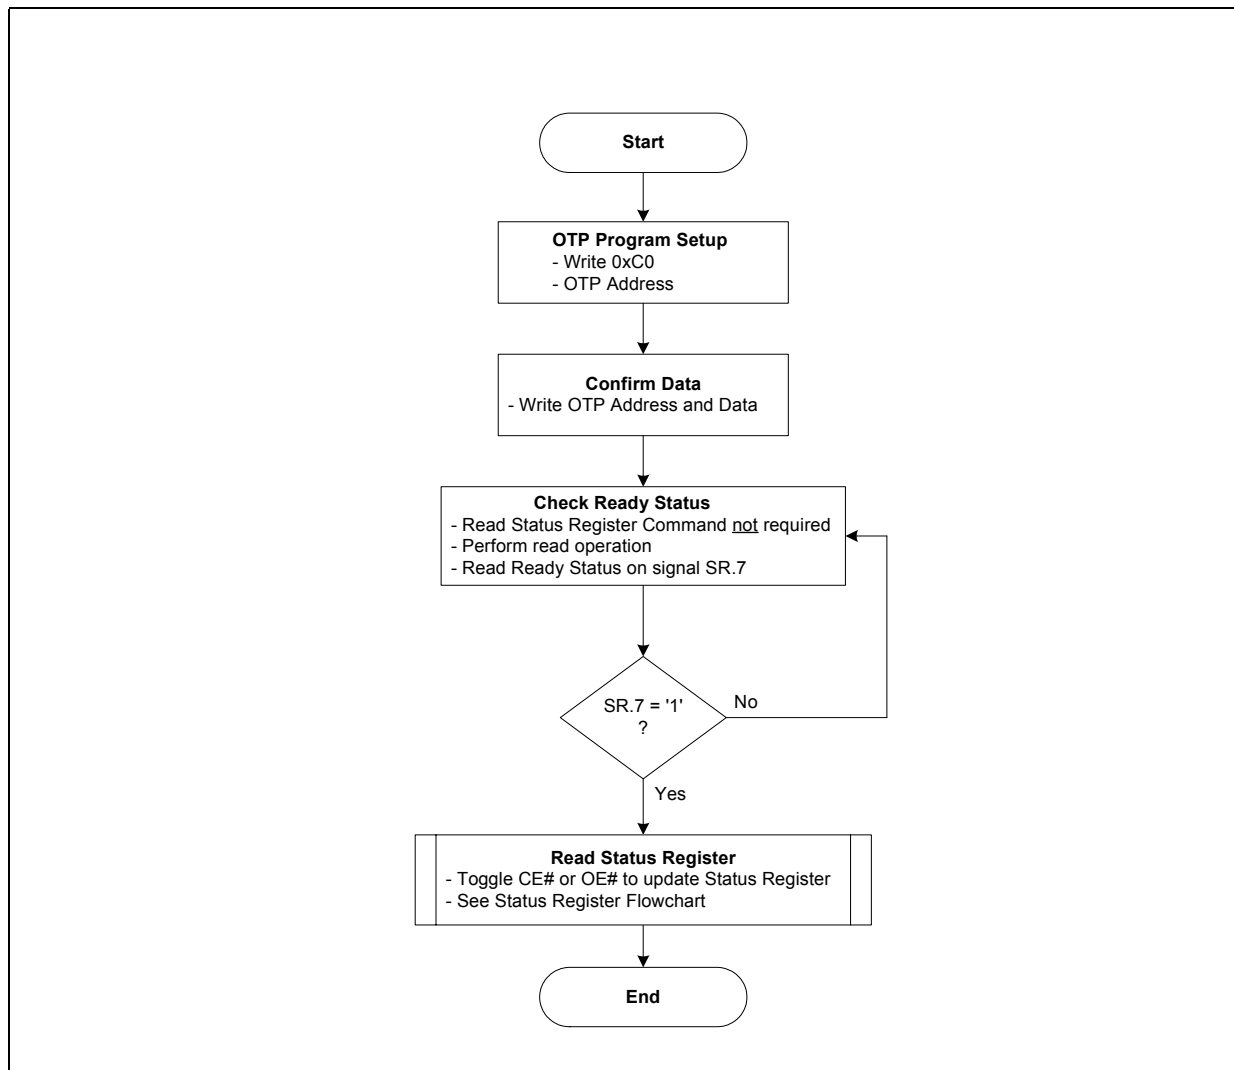 Start
OTP Program Setup
- Write 0xC0
- OTP Address
Confirm Data
- Write OTP Address and Data
Check Ready Status
- Read Status Register Command not required
- Perform read operation
- Read Ready Status on signal SR.7
SR.7 = '1'
?
No
Yes
Read Status Register
- Toggle CE# or OE# to update Status Register
- See Status Register Flowchart
End